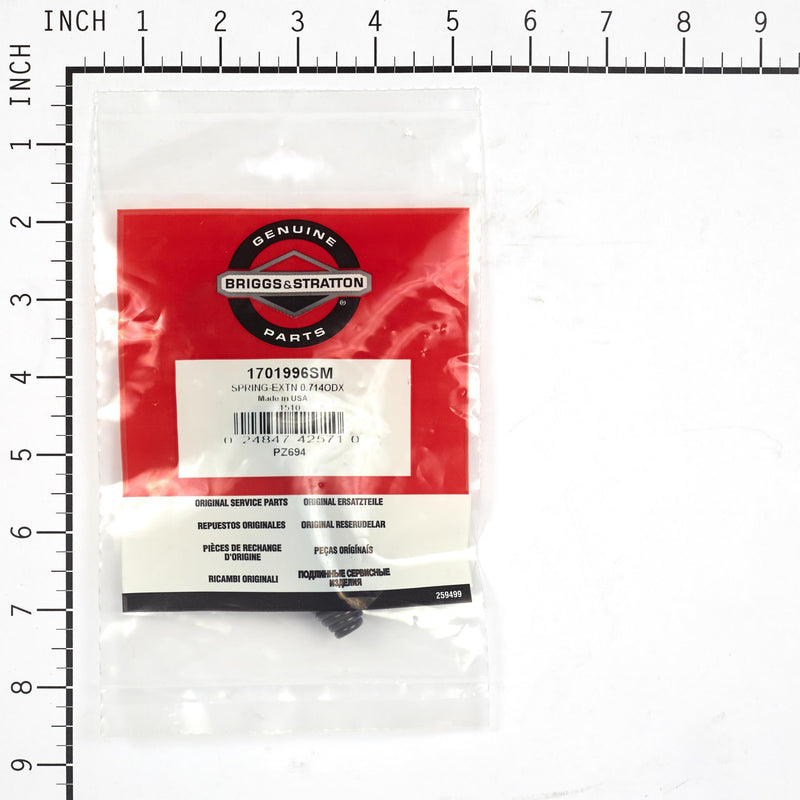 INCH 1 2 3 4 5 6 7 8 9
INCH
1
2
3
4
5
6
7
8
9
GENUINE
BRIGGS & STRATTON
®
PARTS
1701996SM
SPRING-EXTN 0.714ODX
Made in USA
1510
0 24847 42571 0
PZ694
ORIGINAL SERVICE PARTS ORIGINAL ERSATZTEILE
REPUESTOS ORIGINALES ORIGINAL RESERUDELAR
PIÈCES DE RECHANGE
D'ORIGINE
PEÇAS ORÍGINÁIS
RICAMBI ORIGINALI
ПОДЛИННЫЕ СЕРВИСНЫЕ
ИЗДЕЛИЯ
259499